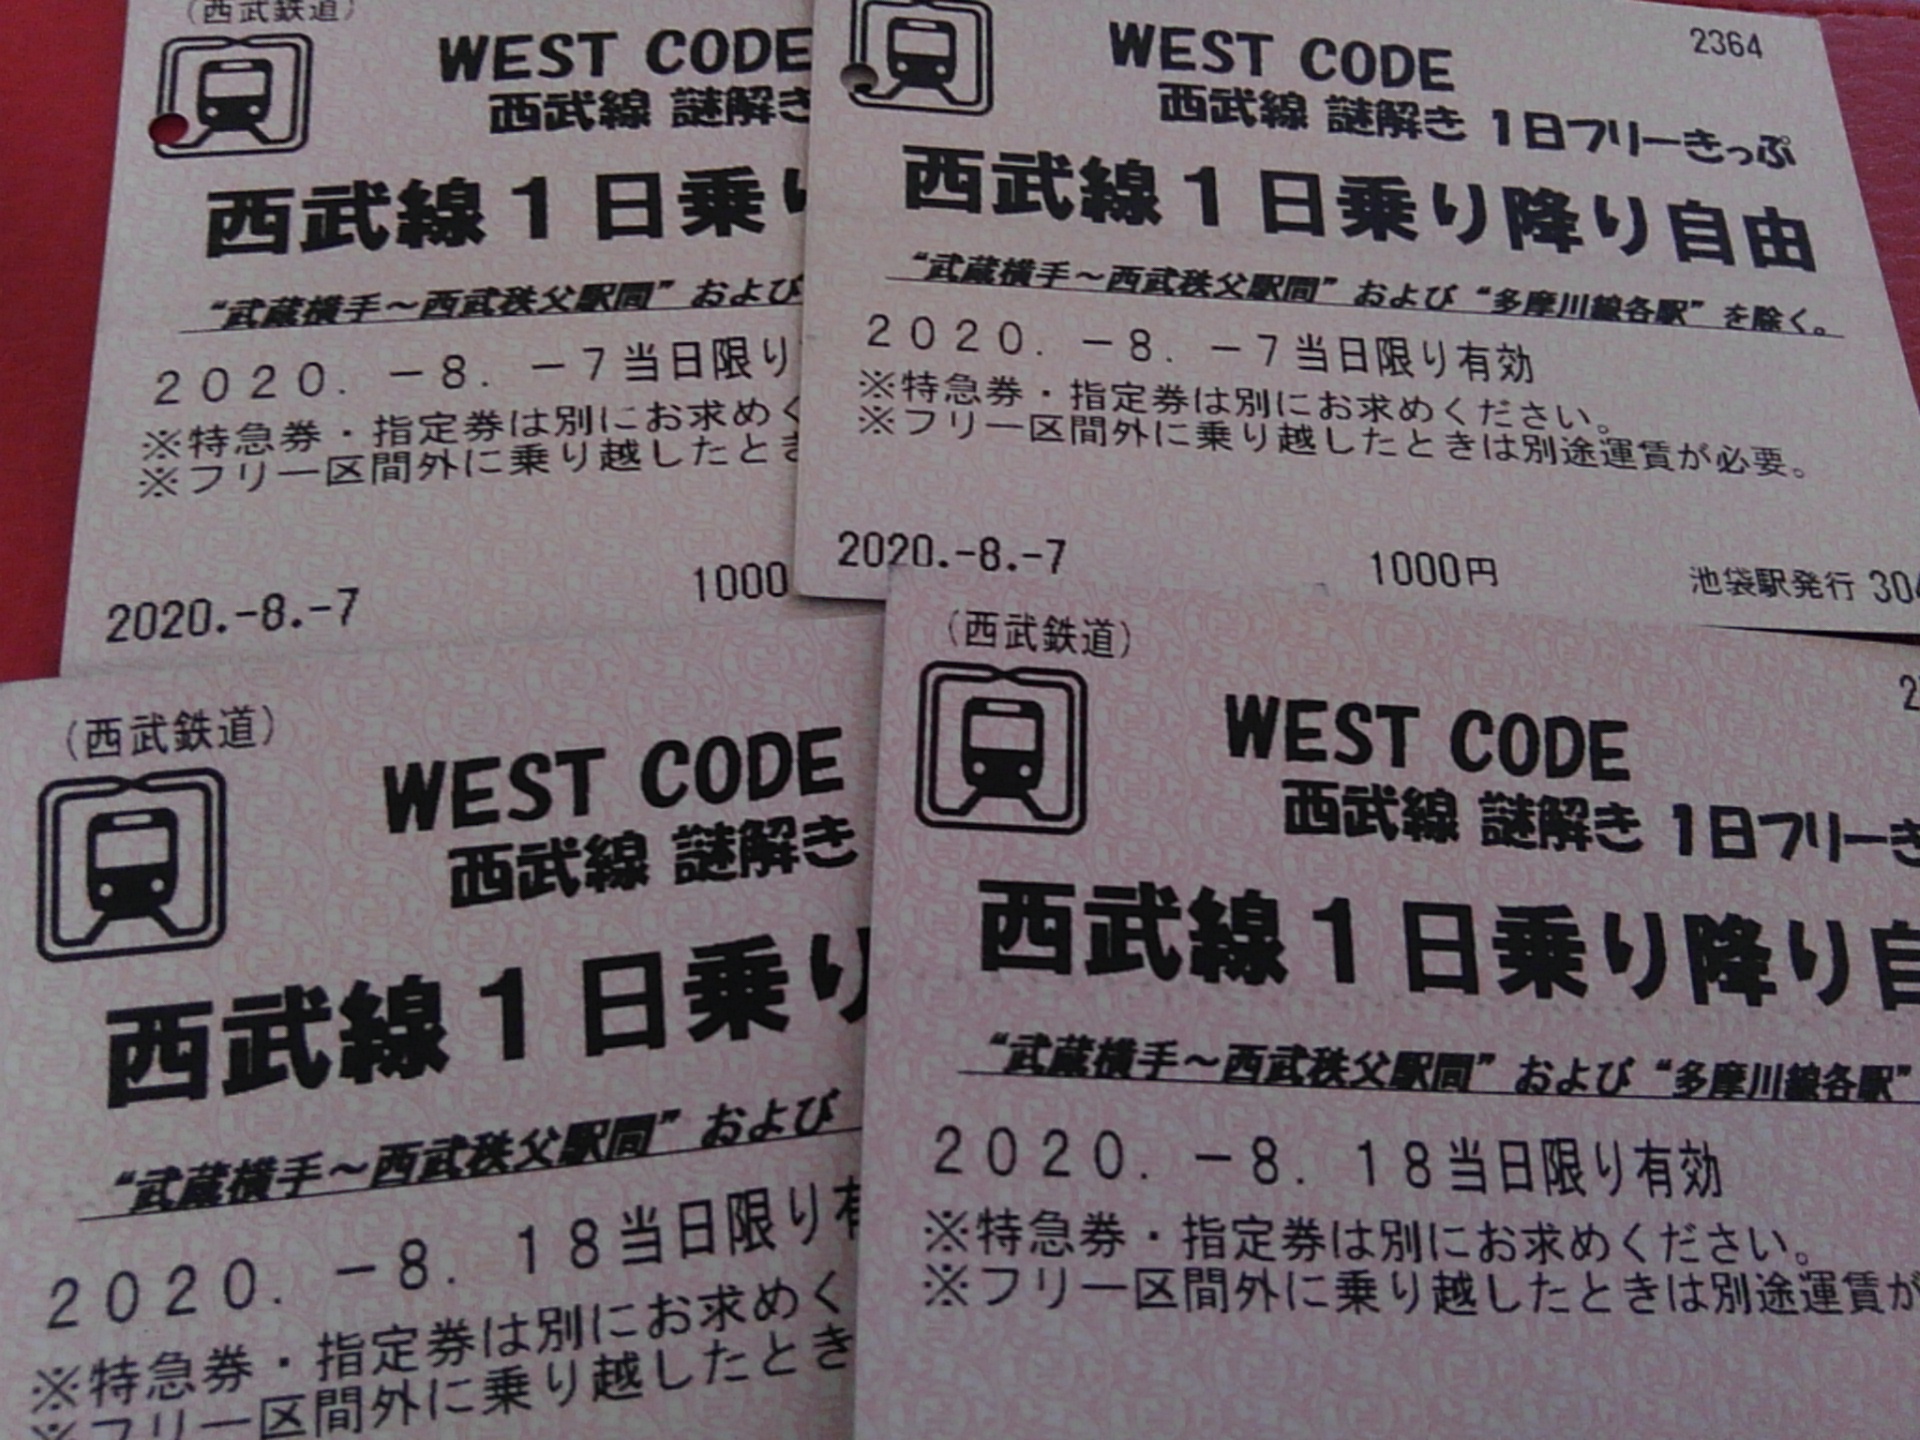 (西武鉄道)
WEST CODE
西武線 謎解き
西武線1日乗り
“武蔵横手～西武秩父駅間” および
2020.-8.-7当日限り
※特急券・指定券は別にお求めく
※フリー区間外に乗り越したとき
2020.-8.-7
1000
2364
WEST CODE
西武線 謎解き 1日フリーきっぷ
西武線1日乗り降り自由
“武蔵横手～西武秩父駅間” および “多摩川線各駅” を除く。
2020.-8.-7当日限り有効
※特急券・指定券は別にお求めください。
※フリー区間外に乗り越したときは別途運賃が必要。
2020.-8.-7
1000円
池袋駅発行 304
(西武鉄道)
WEST CODE
西武線 謎解き
西武線1日乗り
“武蔵横手～西武秩父駅間” および
2020.-8.18当日限り有
※特急券・指定券は別にお求めく
※フリー区間外に乗り越したとき
(西武鉄道)
WEST CODE
西武線 謎解き 1日フリーき
西武線1日乗り降り自
“武蔵横手～西武秩父駅間” および “多摩川線各駅”
2020.-8.18当日限り有効
※特急券・指定券は別にお求めください。
※フリー区間外に乗り越したときは別途運賃が